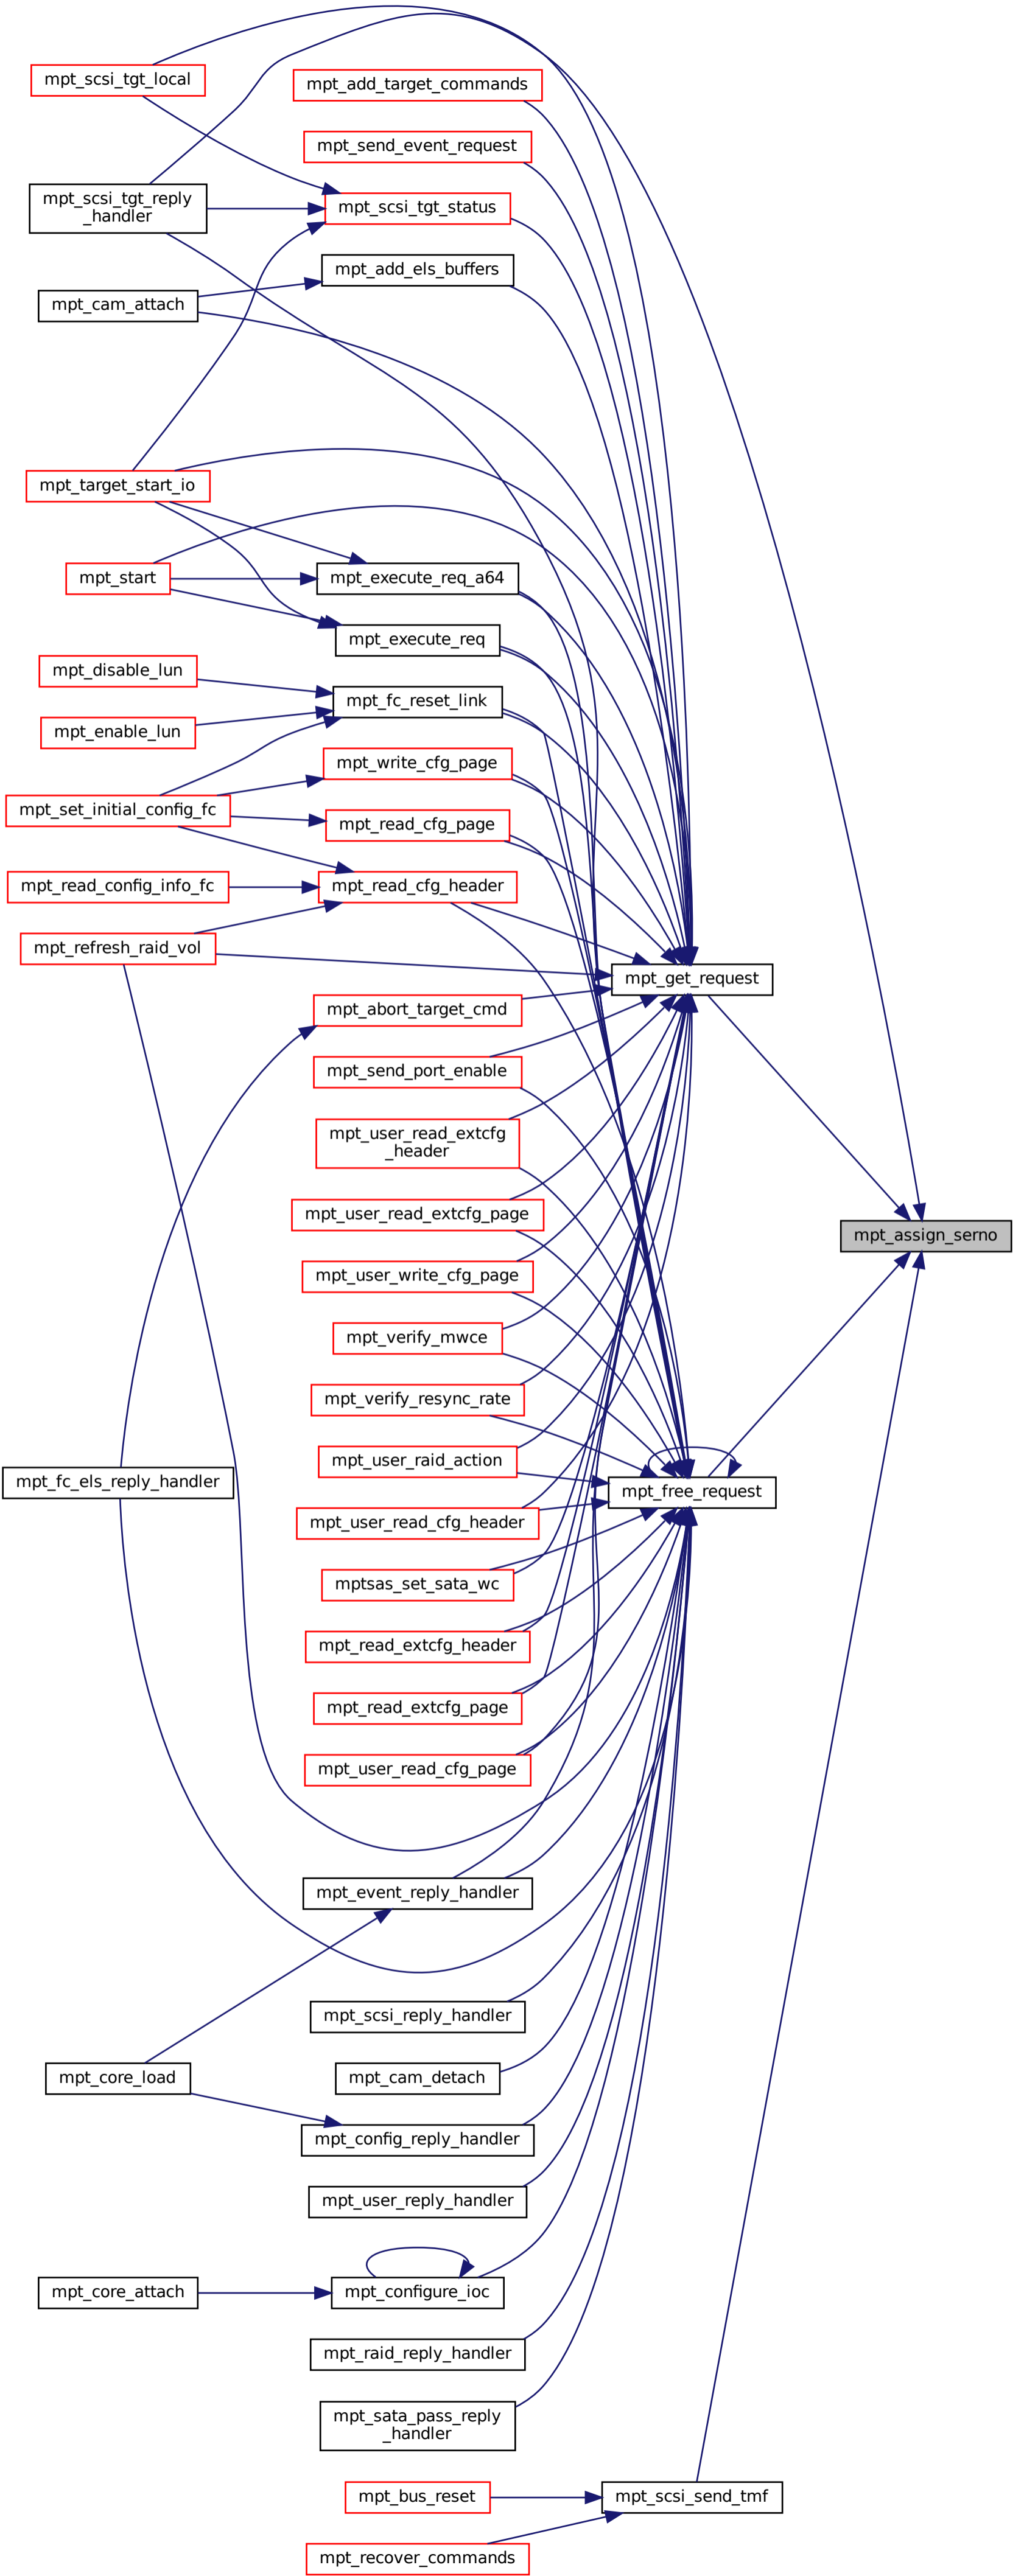 mpt_scsi_tgt_local
mpt_add_target_commands
mpt_send_event_request
mpt_scsi_tgt_reply
_handler
mpt_scsi_tgt_status
mpt_add_els_buffers
mpt_cam_attach
mpt_target_start_io
mpt_start
mpt_execute_req_a64
mpt_execute_req
mpt_disable_lun
mpt_fc_reset_link
mpt_enable_lun
mpt_write_cfg_page
mpt_set_initial_config_fc
mpt_read_cfg_page
mpt_read_config_info_fc
mpt_read_cfg_header
mpt_refresh_raid_vol
mpt_get_request
mpt_abort_target_cmd
mpt_send_port_enable
mpt_user_read_extcfg
_header
mpt_user_read_extcfg_page
mpt_assign_serno
mpt_user_write_cfg_page
mpt_verify_mwce
mpt_verify_resync_rate
mpt_user_raid_action
mpt_fc_els_reply_handler
mpt_free_request
mpt_user_read_cfg_header
mptsas_set_sata_wc
mpt_read_extcfg_header
mpt_read_extcfg_page
mpt_user_read_cfg_page
mpt_event_reply_handler
mpt_scsi_reply_handler
mpt_core_load
mpt_cam_detach
mpt_config_reply_handler
mpt_user_reply_handler
mpt_core_attach
mpt_configure_ioc
mpt_raid_reply_handler
mpt_sata_pass_reply
_handler
mpt_bus_reset
mpt_scsi_send_tmf
mpt_recover_commands